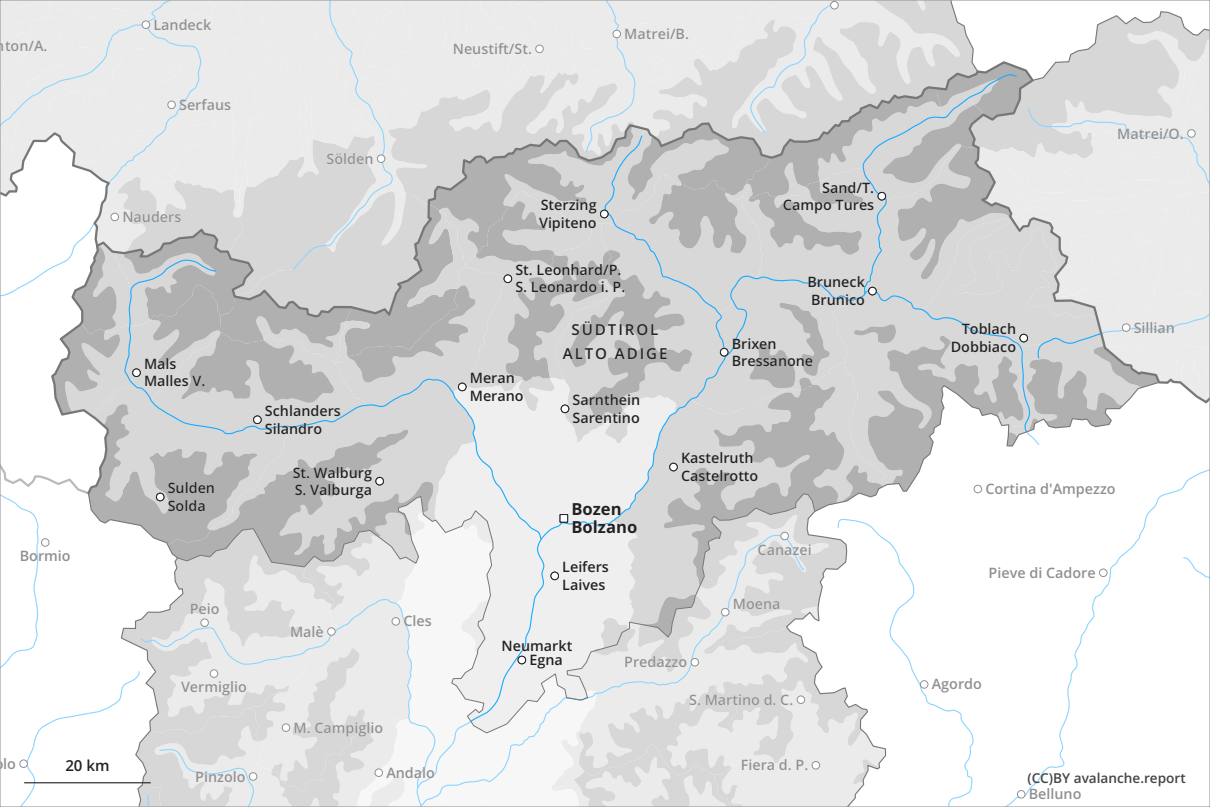 Landeck
nton/A.
Neustift/St.
Matrei/B.
Serfaus
Matrei/O.
Sölden
Nauders
Sand/T.
Campo Tures
Sterzing
Vipiteno
St. Leonhard/P.
S. Leonardo i. P.
Bruneck
Brunico
SÜDTIROL
ALTO ADIGE
Toblach
Dobbiaco
Sillian
Brixen
Bressanone
Mals
Malles V.
Meran
Merano
Sarnthein
Sarentino
Schlanders
Silandro
Kastelruth
Castelrotto
St. Walburg
S. Valburga
Sulden
Solda
Cortina d'Ampezzo
Bozen
Bolzano
Bormio
Canazei
Leifers
Laives
Pieve di Cadore
Peio
Moena
Malè
Cles
Neumarkt
Egna
Predazzo
Vermiglio
Agordo
S. Martino d. C.
M. Campiglio
olo
20 km
Pinzolo
Andalo
Fiera d. P.
(CC)BY avalanche.report
Belluno